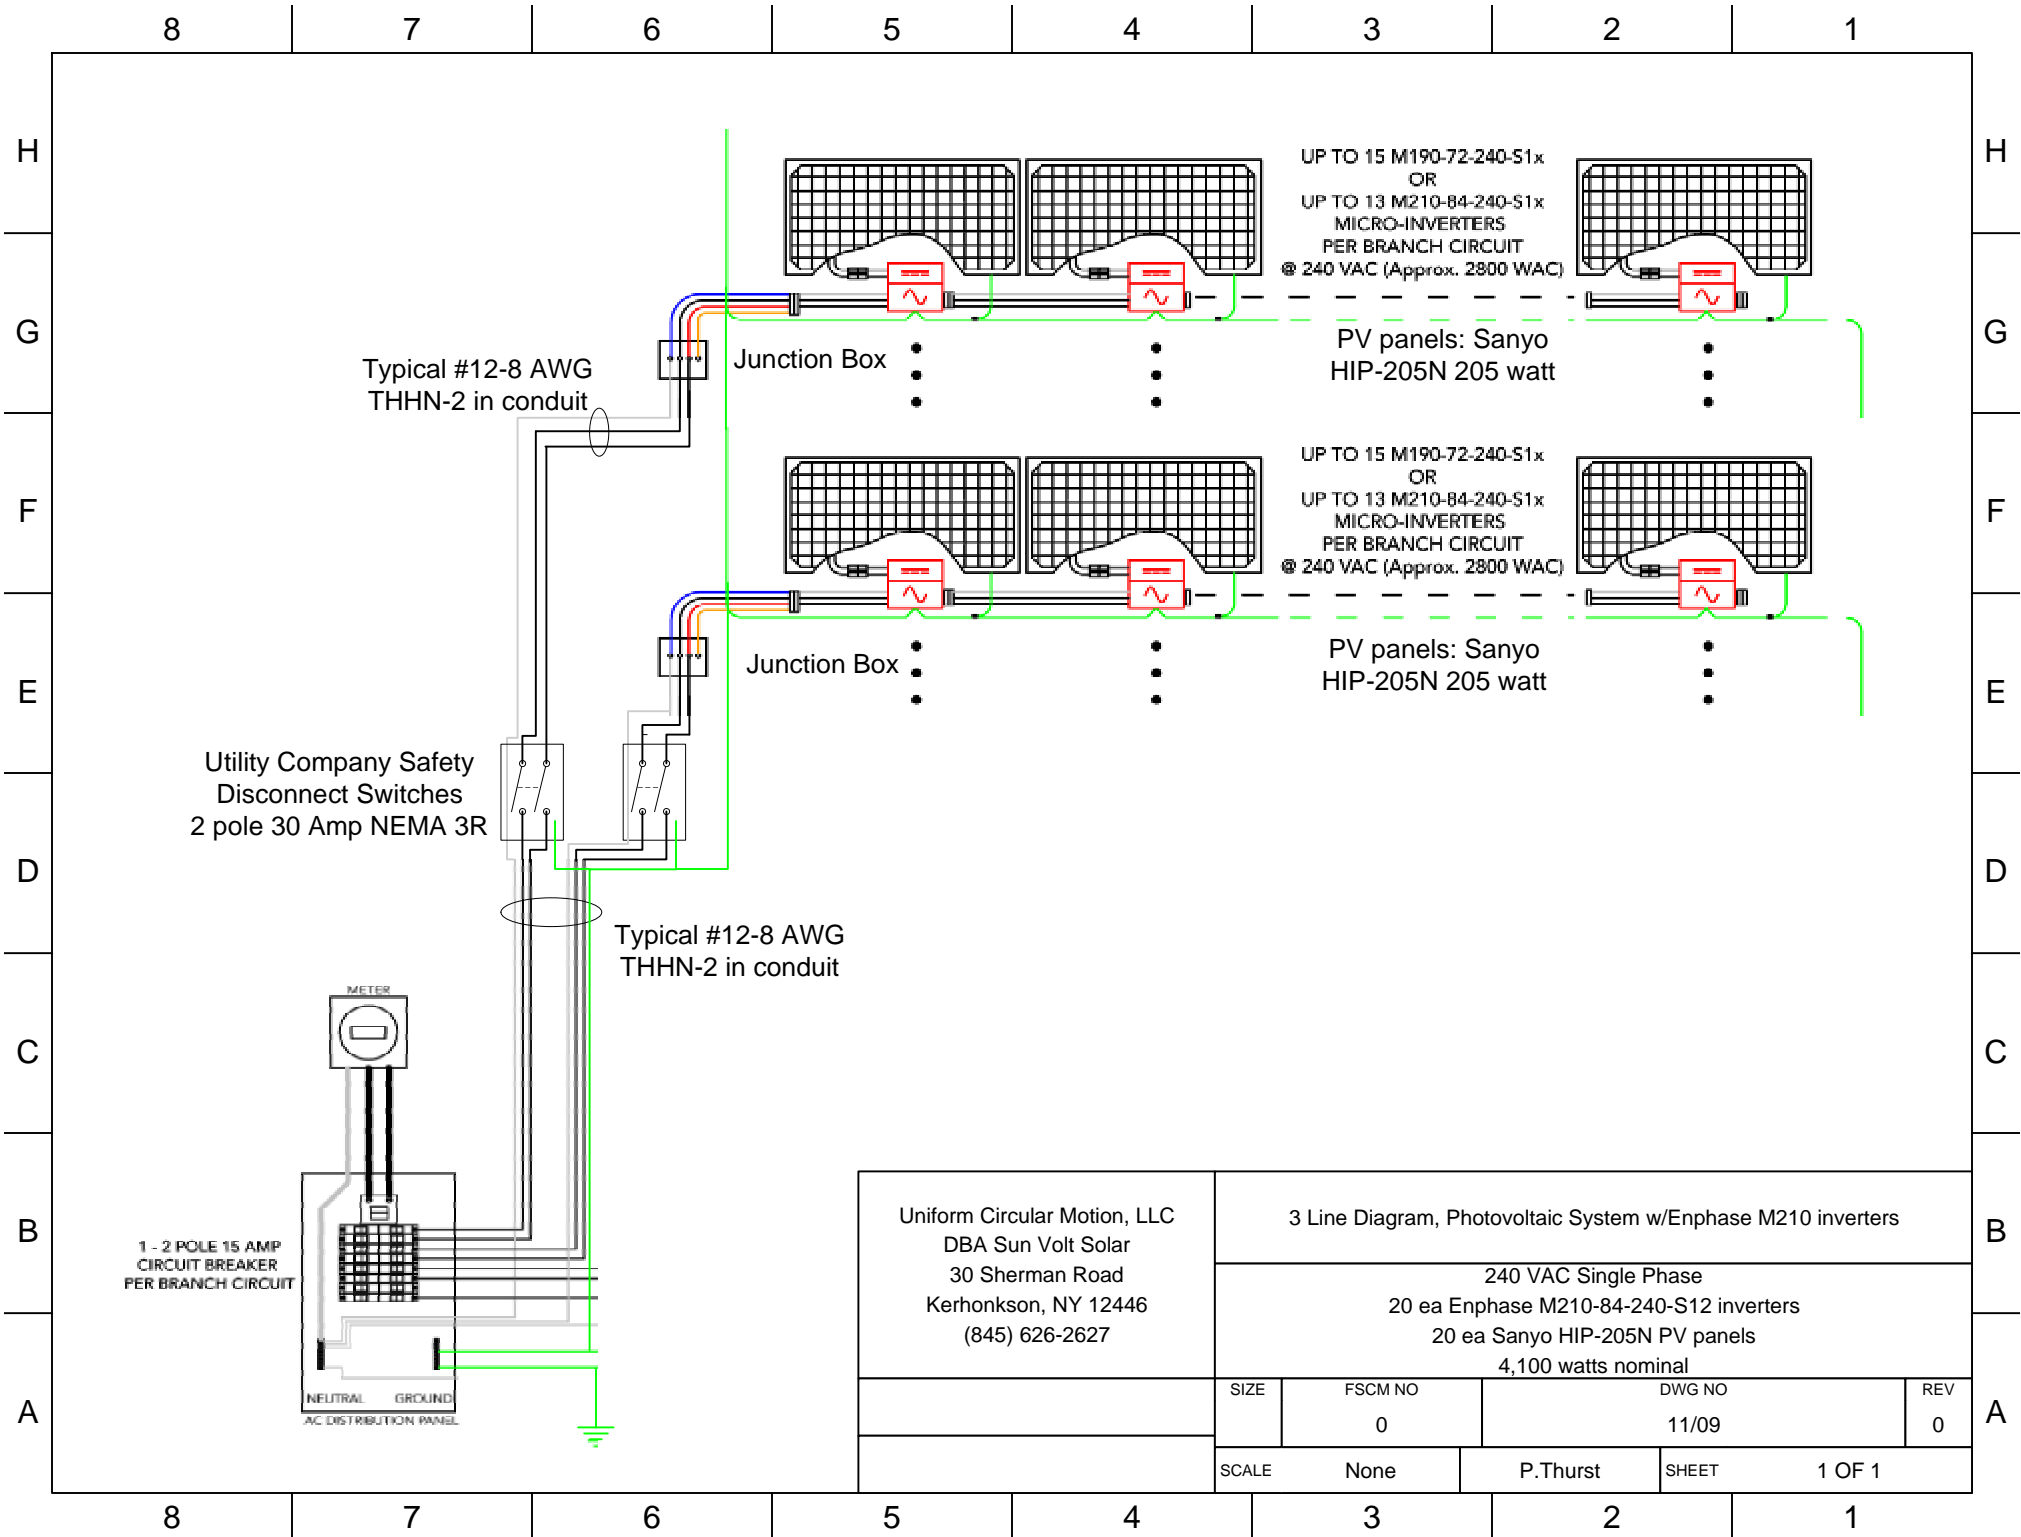 8 7 6 5 4 3 2 1
H H
UP TO 15 M190-72-240-S1x
OR
UP TO 13 M210-84-240-S1x
MICRO-INVERTERS
PER BRANCH CIRCUIT
@ 240 VAC (Approx. 2800 WAC)
G G
Junction Box
PV panels: Sanyo
HIP-205N 205 watt
Typical #12-8 AWG
THHN-2 in conduit
F F
UP TO 15 M190-72-240-S1x
OR
UP TO 13 M210-84-240-S1x
MICRO-INVERTERS
PER BRANCH CIRCUIT
@ 240 VAC (Approx. 2800 WAC)
E E
Junction Box
PV panels: Sanyo
HIP-205N 205 watt
Utility Company Safety
Disconnect Switches
2 pole 30 Amp NEMA 3R
D D
Typical #12-8 AWG
THHN-2 in conduit
METER
C C
B B
1 - 2 POLE 15 AMP
CIRCUIT BREAKER
PER BRANCH CIRCUIT
NEUTRAL GROUND
AC DISTRIBUTION PANEL
A A
Uniform Circular Motion, LLC
DBA Sun Volt Solar
30 Sherman Road
Kerhonkson, NY 12446
(845) 626-2627
3 Line Diagram, Photovoltaic System w/Enphase M210 inverters
240 VAC Single Phase
20 ea Enphase M210-84-240-S12 inverters
20 ea Sanyo HIP-205N PV panels
4,100 watts nominal
SIZE FSCM NO DWG NO REV
0 11/09 0
SCALE None P.Thurst SHEET 1 OF 1
8 7 6 5 4 3 2 1